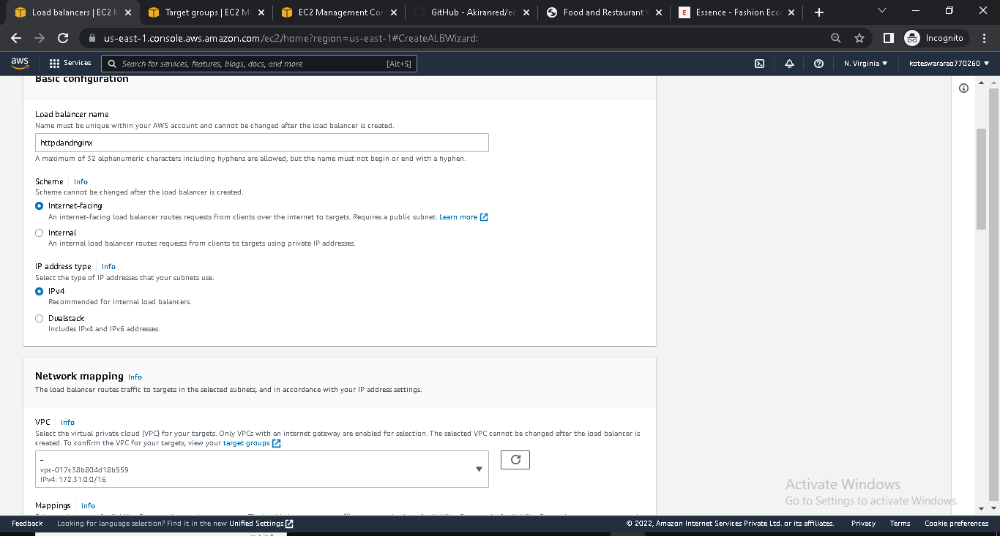 Load balancers | EC2 M
Target groups | EC2 Ma
EC2 Management Con
GitHub - Akiranred/ec
Food and Restaurant V
Essence - Fashion Eco
us-east-1.console.aws.amazon.com/ec2/home?region=us-east-1#CreateALBWizard:
Incognito
aws
Services
Search for services, features, blogs, docs, and more
[Alt+S]
N. Virginia
koteswararao770260
Basic configuration
Load balancer name
Name must be unique within your AWS account and cannot be changed after the load balancer is created.
httpdandnginx
A maximum of 32 alphanumeric characters including hyphens are allowed, but the name must not begin or end with a hyphen.
Scheme Info
Scheme cannot be changed after the load balancer is created.
Internet-facing
An internet-facing load balancer routes requests from clients over the internet to targets. Requires a public subnet. Learn more
Internal
An internal load balancer routes requests from clients to targets using private IP addresses.
IP address type Info
Select the type of IP addresses that your subnets use.
IPv4
Recommended for internal load balancers.
Dualstack
Includes IPv4 and IPv6 addresses.
Network mapping Info
The load balancer routes traffic to targets in the selected subnets, and in accordance with your IP address settings.
VPC Info
Select the virtual private cloud (VPC) for your targets. Only VPCs with an internet gateway are enabled for selection. The selected VPC cannot be changed after the load balancer is
created. To confirm the VPC for your targets, view your target groups.
-
vpc-017c38b804d18b559
IPv4: 172.31.0.0/16
Mappings Info
Activate Windows
Go to Settings to activate Windows.
Feedback
Looking for language selection? Find it in the new Unified Settings
© 2022, Amazon Internet Services Private Ltd. or its affiliates.
Privacy
Terms
Cookie preferences